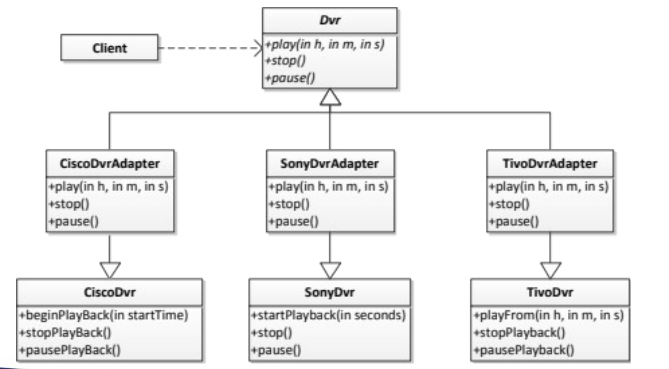 Dvr
Client
+play(in h, in m, in s)
+stop()
+pause()
CiscoDvrAdapter
+play(in h, in m, in s)
+stop()
+pause()
SonyDvrAdapter
+play(in h, in m, in s)
+stop()
+pause()
TivoDvrAdapter
+play(in h, in m, in s)
+stop()
+pause()
CiscoDvr
+beginPlayBack(in startTime)
+stopPlayBack()
+pausePlayBack()
SonyDvr
+startPlayback(in seconds)
+stop()
+pause()
TivoDvr
+playFrom(in h, in m, in s)
+stopPlayback()
+pausePlayback()